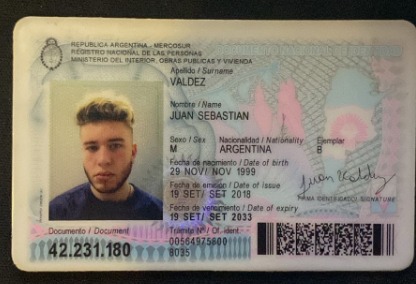 REPUBLICA ARGENTINA - MERCOSUR
REGISTRO NACIONAL DE LAS PERSONAS
MINISTERIO DEL INTERIOR, OBRAS PUBLICAS Y VIVIENDA
Apellido / Surname
VALDEZ
Nombre / Name
JUAN SEBASTIAN
Sexo / Sex Nacionalidad / Nationality Ejemplar
M ARGENTINA B
Fecha de nacimiento / Date of birth
29 NOV/ NOV 1999
Fecha de emisión / Date of issue
19 SET/ SET 2018
Juan Valdez
Fecha de vencimiento / Date of expiry
FIRMA IDENTIFICADO / SIGNATURE
19 SET/ SET 2033
Documento / Document Trámite Nº / Of. ident.
42.231.180 00564975800
8035